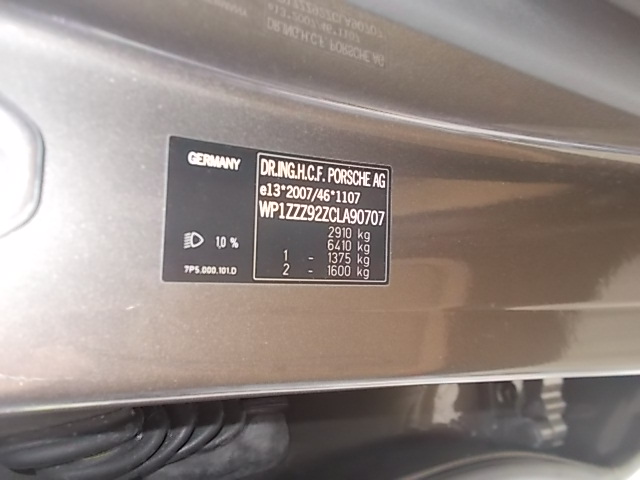 GERMANY
DR.ING.H.C.F. PORSCHE AG
e13*2007/46*1107
WP1ZZZ92ZCLA90707
2910 kg
6410 kg
1 - 1375 kg
2 - 1600 kg
1,0 %
7P5.000.101.D